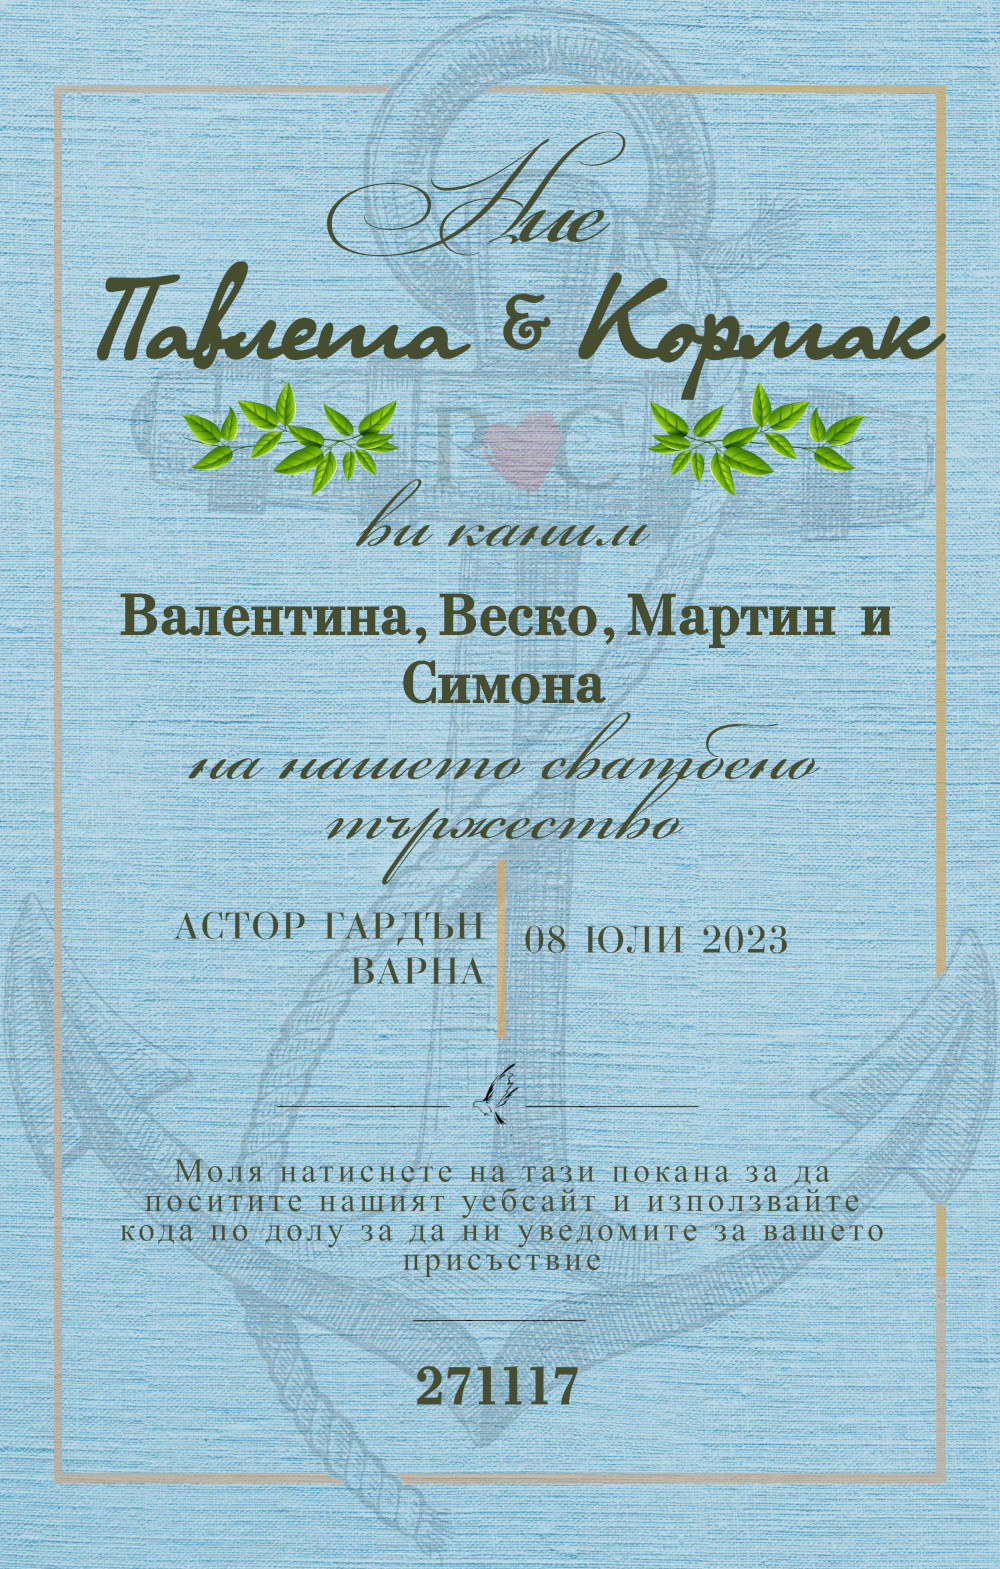 Ние
Павлета & Кормак
P C
ви каним
Валентина, Веско, Мартин и
Симона
на нашето сватбено
тържество
АСТОР ГАРДЪН
ВАРНА
08 ЮЛИ 2023
Моля натиснете на тази покана за да
поситите нашият уебсайт и използвайте
кода по долу за да ни уведомите за вашето
присъствие
271117